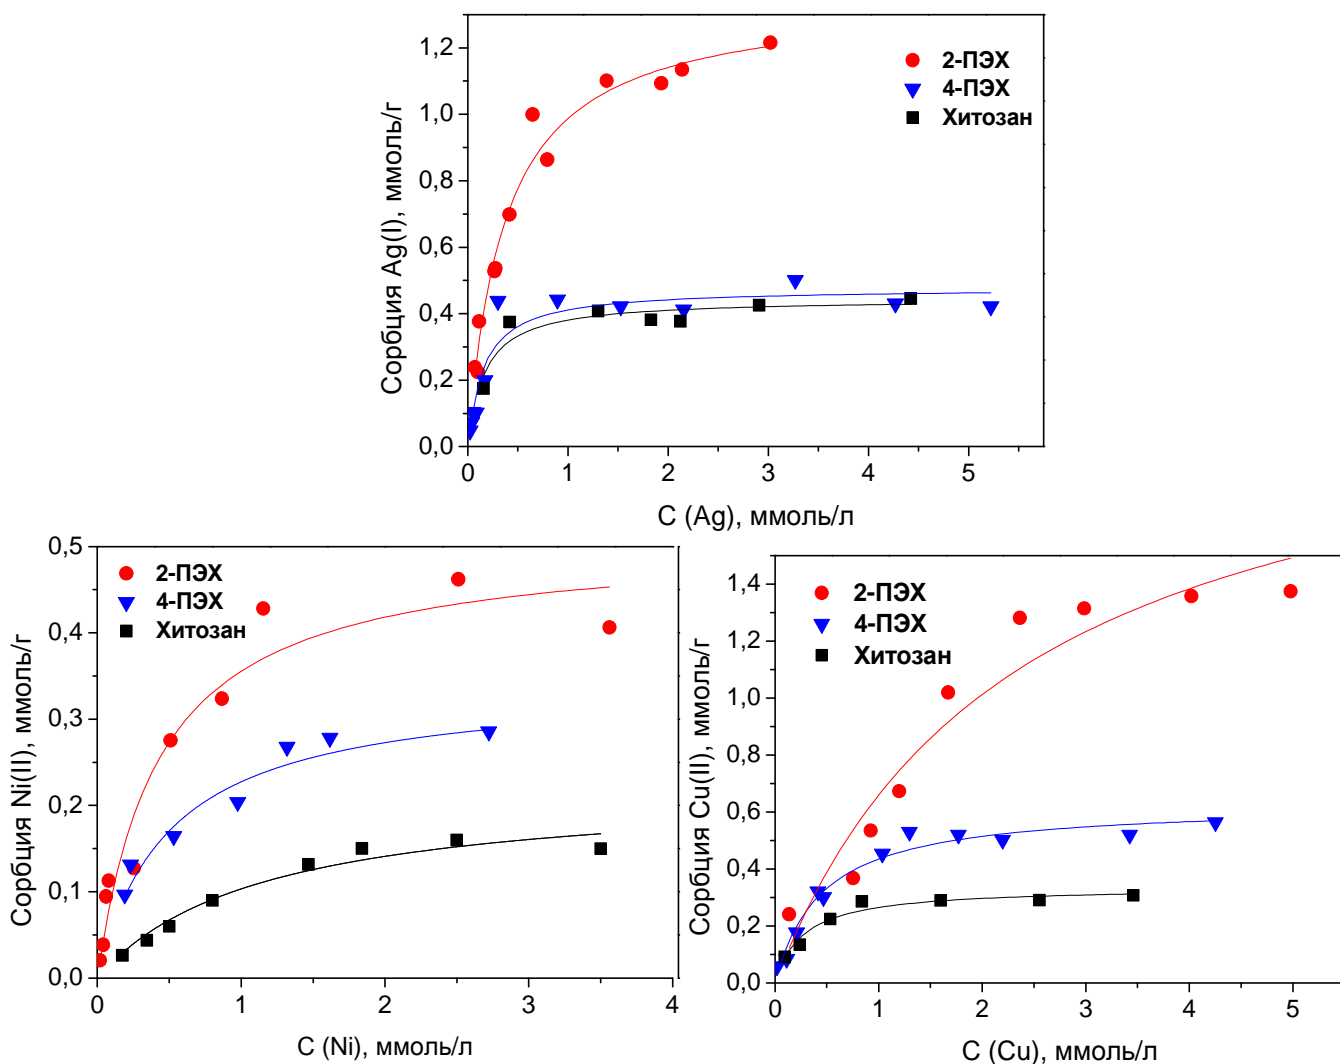 1,2
1,0
0,8
0,6
0,4
0,2
0,0
Сорбция Ag(I), ммоль/г
2-ПЭХ
4-ПЭХ
Хитозан
0 1 2 3 4 5
C (Ag), ммоль/л
0,5
0,4
0,3
0,2
0,1
0,0
Сорбция Ni(II), ммоль/г
2-ПЭХ
4-ПЭХ
Хитозан
0 1 2 3 4
C (Ni), ммоль/л
1,4
1,2
1,0
0,8
0,6
0,4
0,2
0,0
Сорбция Cu(II), ммоль/г
2-ПЭХ
4-ПЭХ
Хитозан
0 1 2 3 4 5
C (Cu), ммоль/л